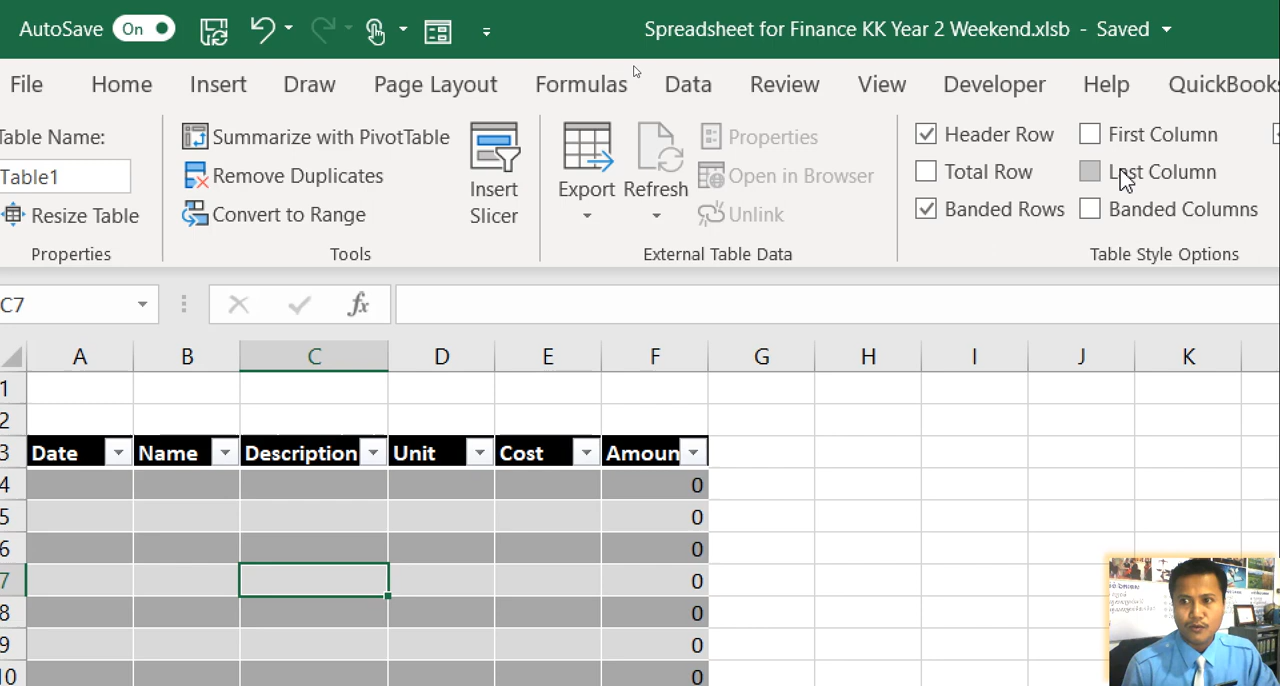 AutoSave On Spreadsheet for Finance KK Year 2 Weekend.xlsb - Saved
File Home Insert Draw Page Layout Formulas Data Review View Developer Help QuickBooks
Table Name:
Table1
Resize Table
Properties
Summarize with PivotTable
Remove Duplicates
Convert to Range
Tools
Insert
Slicer
Export
Refresh
Properties
Open in Browser
Unlink
External Table Data
Header Row
Total Row
Banded Rows
First Column
Last Column
Banded Columns
Table Style Options
C7 fx
A B C D E F G H I J K
1
2
3 Date Name Description Unit Cost Amoun
4 0
5 0
6 0
7 0
8 0
9 0
10 0